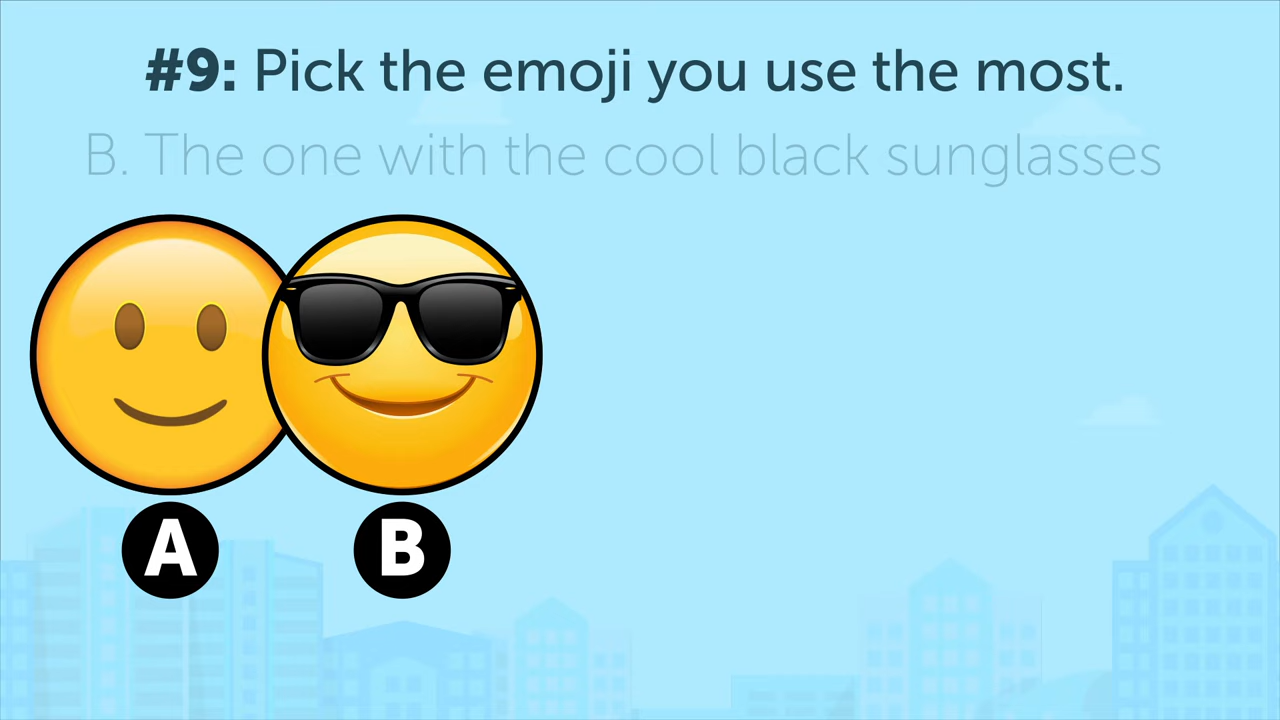 #9: Pick the emoji you use the most.
B. The one with the cool black sunglasses
A
B